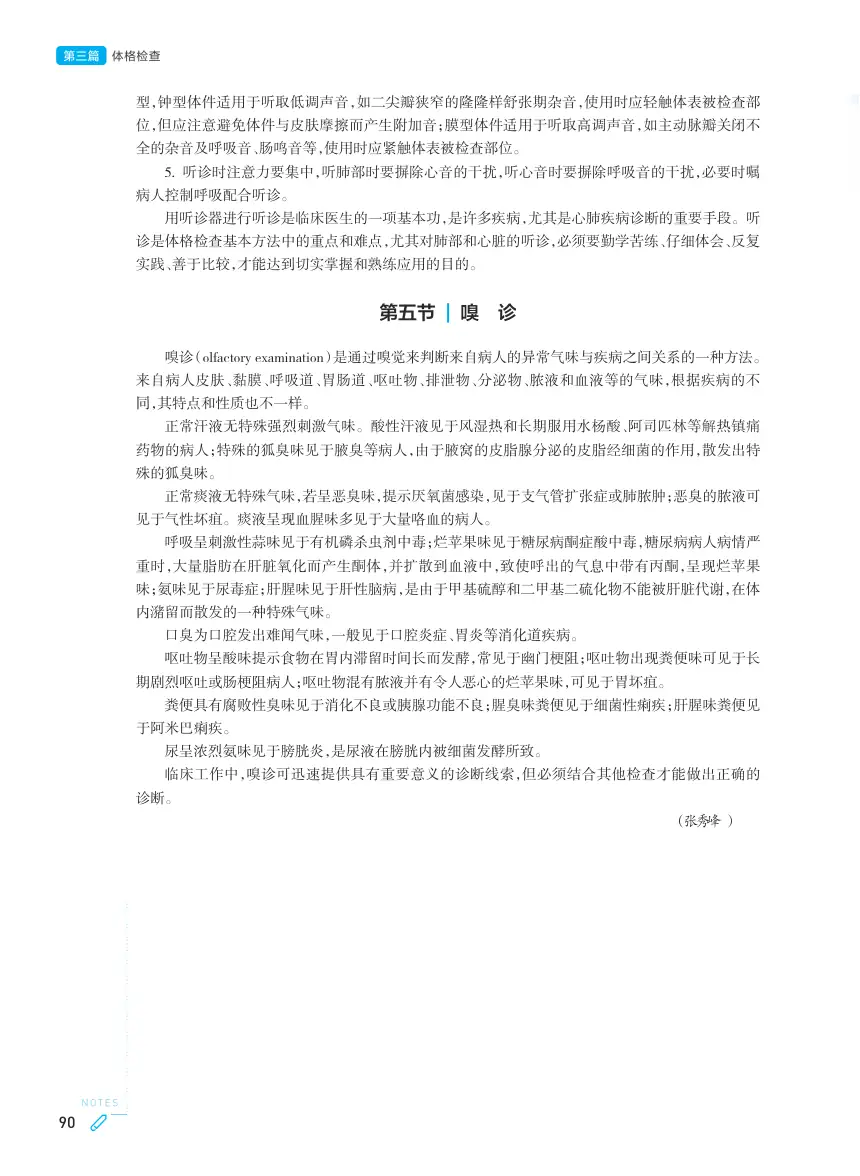 第三篇 体格检查
型,钟型体件适用于听取低调声音,如二尖瓣狭窄的隆隆样舒张期杂音,使用时应轻触体表被检查部
位,但应注意避免体件与皮肤摩擦而产生附加音;膜型体件适用于听取高调声音,如主动脉瓣关闭不
全的杂音及呼吸音、肠鸣音等,使用时应紧触体表被检查部位。
5. 听诊时注意力要集中,听肺部时要摒除心音的干扰,听心音时要摒除呼吸音的干扰,必要时嘱
病人控制呼吸配合听诊。
用听诊器进行听诊是临床医生的一项基本功,是许多疾病,尤其是心肺疾病诊断的重要手段。听
诊是体格检查基本方法中的重点和难点,尤其对肺部和心脏的听诊,必须要勤学苦练、仔细体会、反复
实践、善于比较,才能达到切实掌握和熟练应用的目的。
第五节 | 嗅 诊
嗅诊(olfactory examination)是通过嗅觉来判断来自病人的异常气味与疾病之间关系的一种方法。
来自病人皮肤、黏膜、呼吸道、胃肠道、呕吐物、排泄物、分泌物、脓液和血液等的气味,根据疾病的不
同,其特点和性质也不一样。
正常汗液无特殊强烈刺激气味。酸性汗液见于风湿热和长期服用水杨酸、阿司匹林等解热镇痛
药物的病人;特殊的狐臭味见于腋臭等病人,由于腋窝的皮脂腺分泌的皮脂经细菌的作用,散发出特
殊的狐臭味。
正常痰液无特殊气味,若呈恶臭味,提示厌氧菌感染,见于支气管扩张症或肺脓肿;恶臭的脓液可
见于气性坏疽。痰液呈现血腥味多见于大量咯血的病人。
呼吸呈刺激性蒜味见于有机磷杀虫剂中毒;烂苹果味见于糖尿病酮症酸中毒,糖尿病病人病情严
重时,大量脂肪在肝脏氧化而产生酮体,并扩散到血液中,致使呼出的气息中带有丙酮,呈现烂苹果
味;氨味见于尿毒症;肝腥味见于肝性脑病,是由于甲基硫醇和二甲基二硫化物不能被肝脏代谢,在体
内潴留而散发的一种特殊气味。
口臭为口腔发出难闻气味,一般见于口腔炎症、胃炎等消化道疾病。
呕吐物呈酸味提示食物在胃内滞留时间长而发酵,常见于幽门梗阻;呕吐物出现粪便味可见于长
期剧烈呕吐或肠梗阻病人;呕吐物混有脓液并有令人恶心的烂苹果味,可见于胃坏疽。
粪便具有腐败性臭味见于消化不良或胰腺功能不良;腥臭味粪便见于细菌性痢疾;肝腥味粪便见
于阿米巴痢疾。
尿呈浓烈氨味见于膀胱炎,是尿液在膀胱内被细菌发酵所致。
临床工作中,嗅诊可迅速提供具有重要意义的诊断线索,但必须结合其他检查才能做出正确的
诊断。
(张秀峰 )
NOTES
90